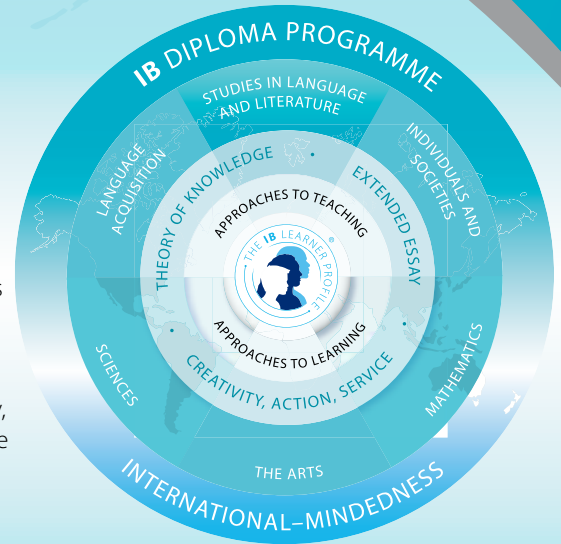 IB DIPLOMA PROGRAMME
STUDIES IN LANGUAGE
AND LITERATURE
LANGUAGE
ACQUISITION
INDIVIDUALS AND
SOCIETIES
THEORY OF KNOWLEDGE
EXTENDED ESSAY
APPROACHES TO TEACHING
THE IB LEARNER PROFILE
®
APPROACHES TO LEARNING
CREATIVITY, ACTION, SERVICE
SCIENCES
MATHEMATICS
THE ARTS
INTERNATIONAL–MINDEDNESS